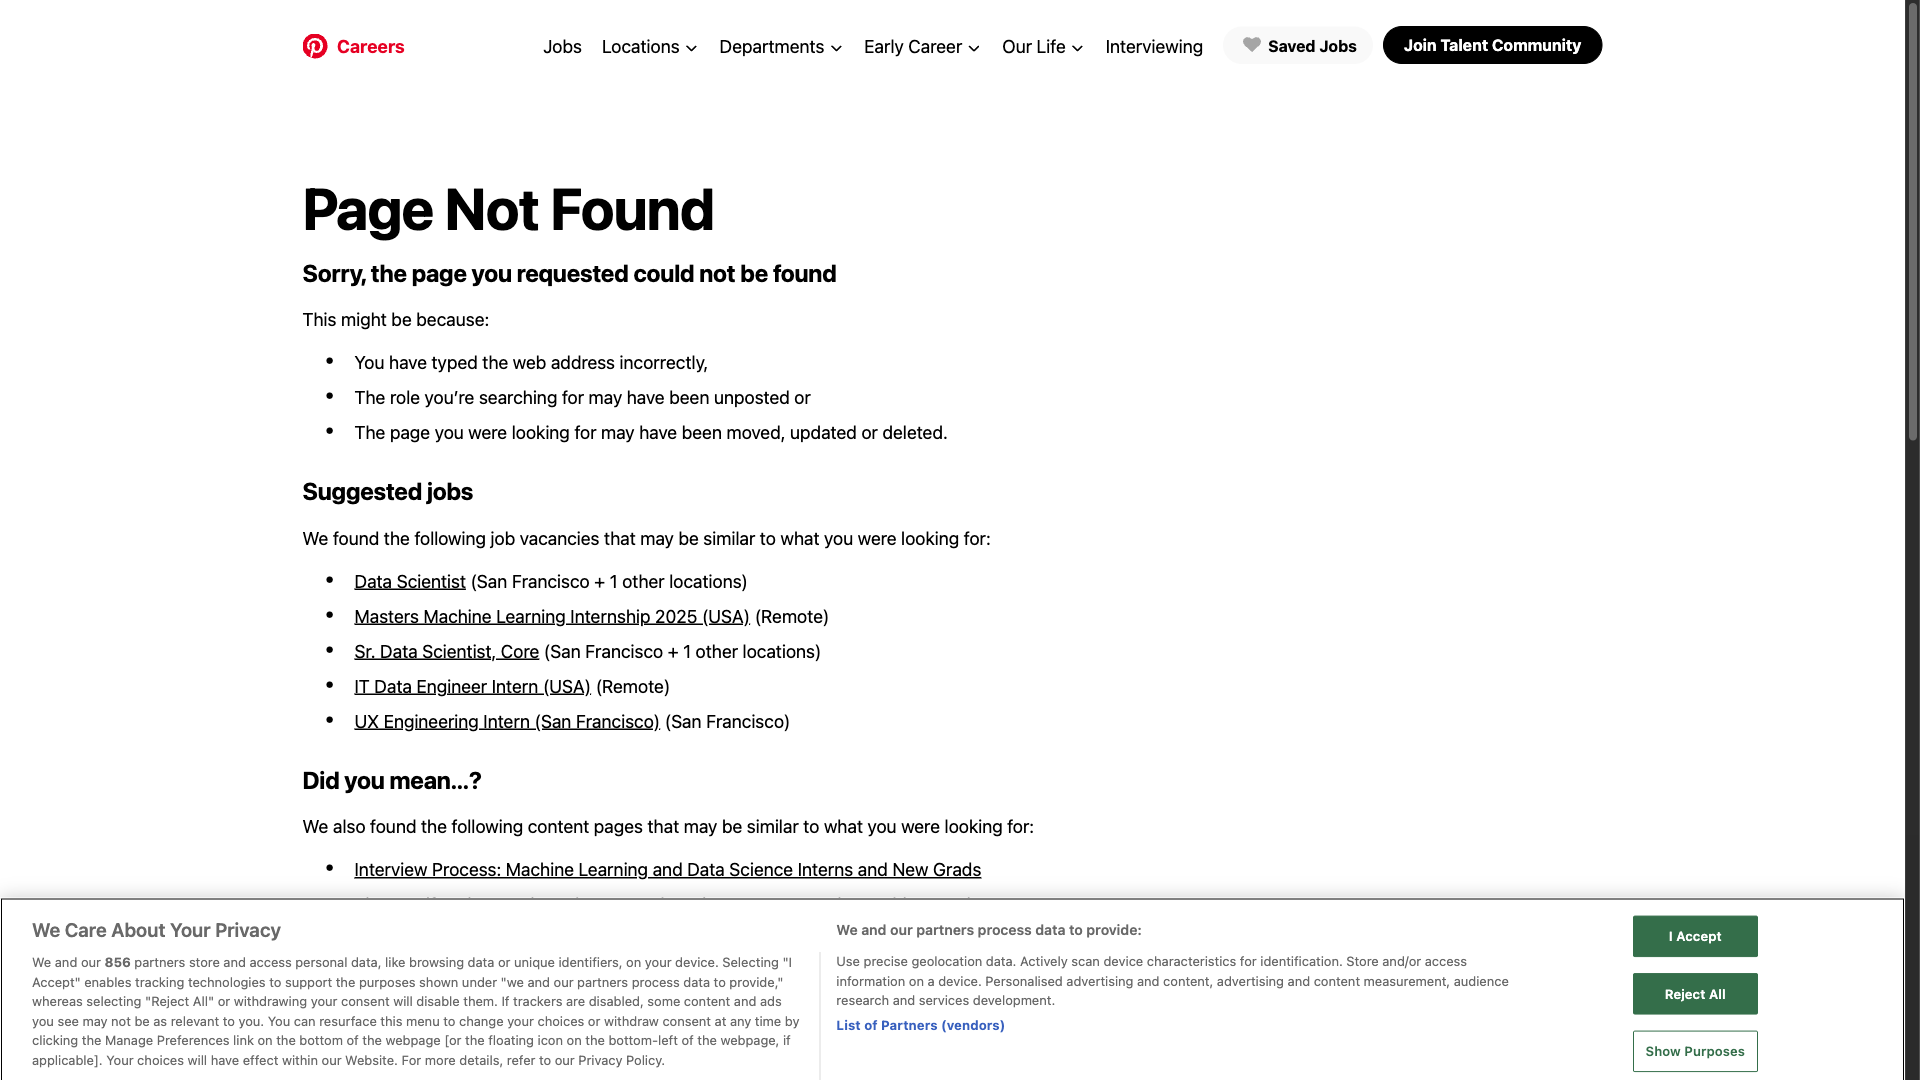 Careers
Jobs
Locations
Departments
Early Career
Our Life
Interviewing
Saved Jobs
Join Talent Community
Page Not Found
Sorry, the page you requested could not be found
This might be because:
You have typed the web address incorrectly,
The role you’re searching for may have been unposted or
The page you were looking for may have been moved, updated or deleted.
Suggested jobs
We found the following job vacancies that may be similar to what you were looking for:
Data Scientist (San Francisco + 1 other locations)
Masters Machine Learning Internship 2025 (USA) (Remote)
Sr. Data Scientist, Core (San Francisco + 1 other locations)
IT Data Engineer Intern (USA) (Remote)
UX Engineering Intern (San Francisco) (San Francisco)
Did you mean...?
We also found the following content pages that may be similar to what you were looking for:
Interview Process: Machine Learning and Data Science Interns and New Grads
We Care About Your Privacy
We and our 856 partners store and access personal data, like browsing data or unique identifiers, on your device. Selecting "I
Accept" enables tracking technologies to support the purposes shown under "we and our partners process data to provide,"
whereas selecting "Reject All" or withdrawing your consent will disable them. If trackers are disabled, some content and ads
you see may not be as relevant to you. You can resurface this menu to change your choices or withdraw consent at any time by
clicking the Manage Preferences link on the bottom of the webpage [or the floating icon on the bottom-left of the webpage, if
applicable]. Your choices will have effect within our Website. For more details, refer to our Privacy Policy.
We and our partners process data to provide:
Use precise geolocation data. Actively scan device characteristics for identification. Store and/or access
information on a device. Personalised advertising and content, advertising and content measurement, audience
research and services development.
List of Partners (vendors)
I Accept
Reject All
Show Purposes